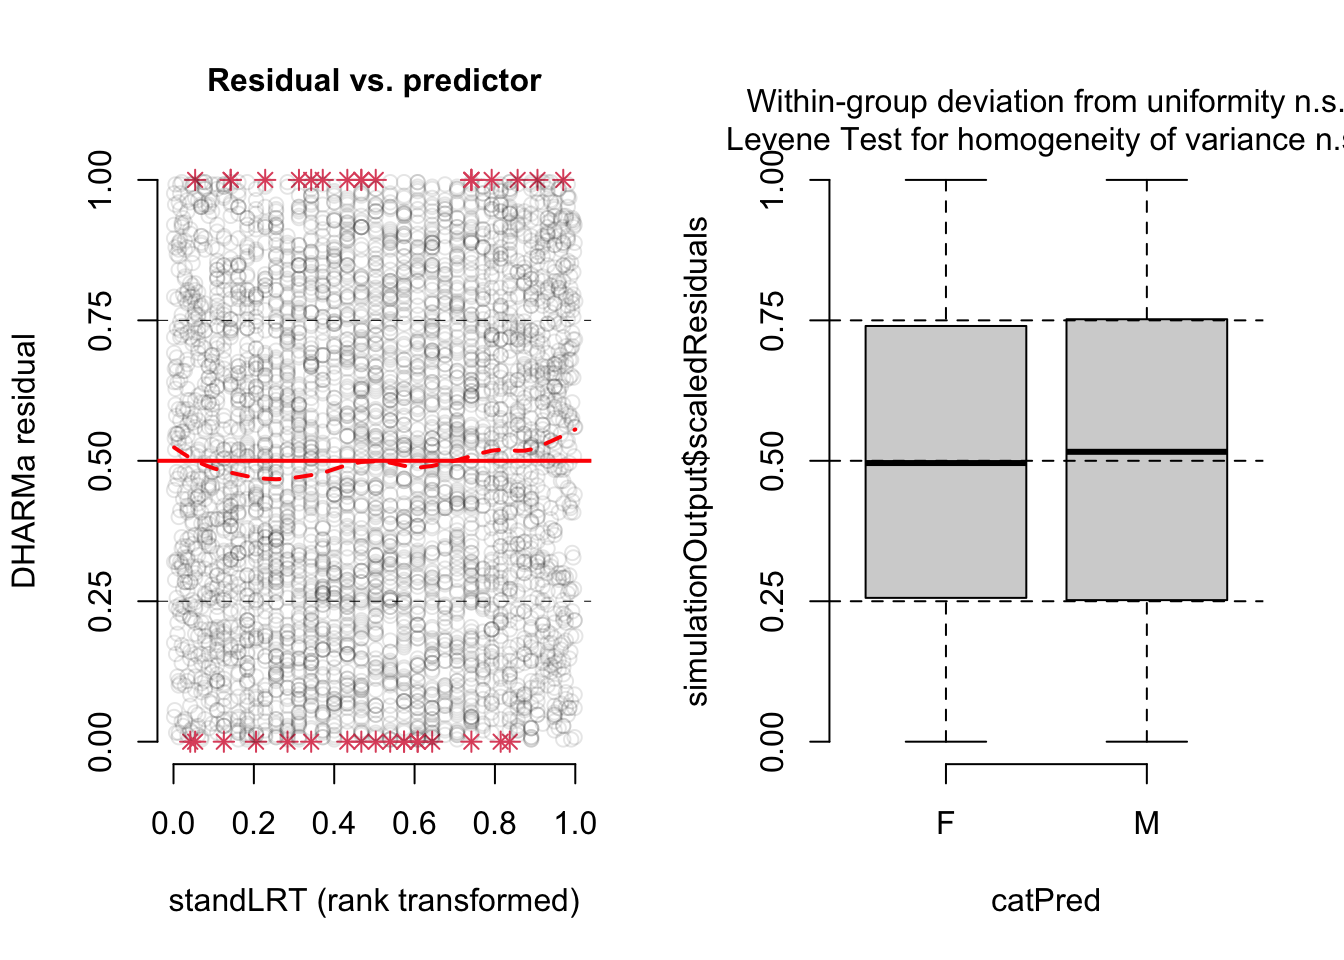 Residual vs. predictor
DHARMa residual
1.00
0.75
0.50
0.25
0.00
0.0 0.2 0.4 0.6 0.8 1.0
standLRT (rank transformed)
Within-group deviation from uniformity n.s.
Levene Test for homogeneity of variance n.s
simulationOutput$scaledResiduals
1.00
0.75
0.50
0.25
0.00
F M
catPred